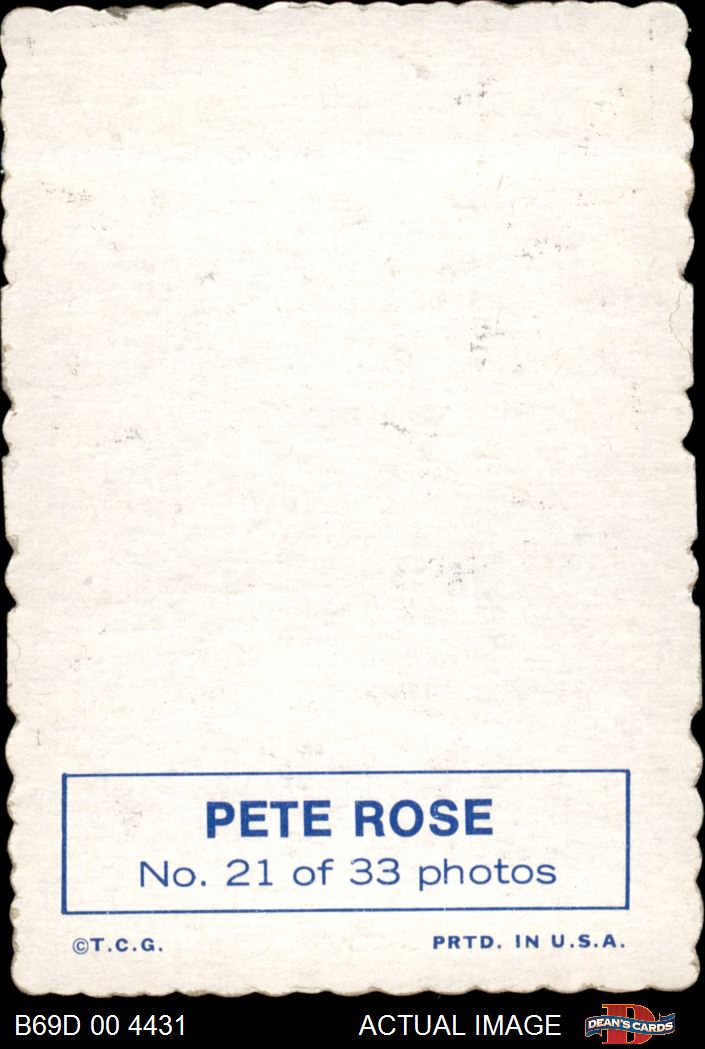 PETE ROSE
No. 21 of 33 photos
©T.C.G. PRTD. IN U.S.A.
B69D 00 4431 ACTUAL IMAGE DEAN'S CARDS